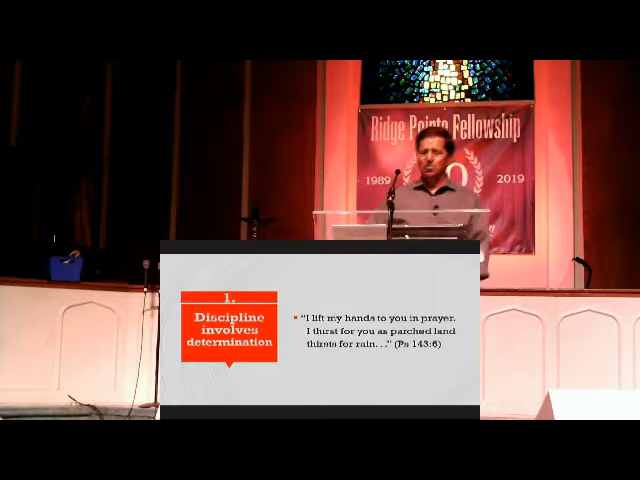 Ridge Pointe Fellowship
1989
0
2019
1.
Discipline
involves
determination
▪ “I lift my hands to you in prayer.
I thirst for you as parched land
thirsts for rain. . .” (Ps 143:6)